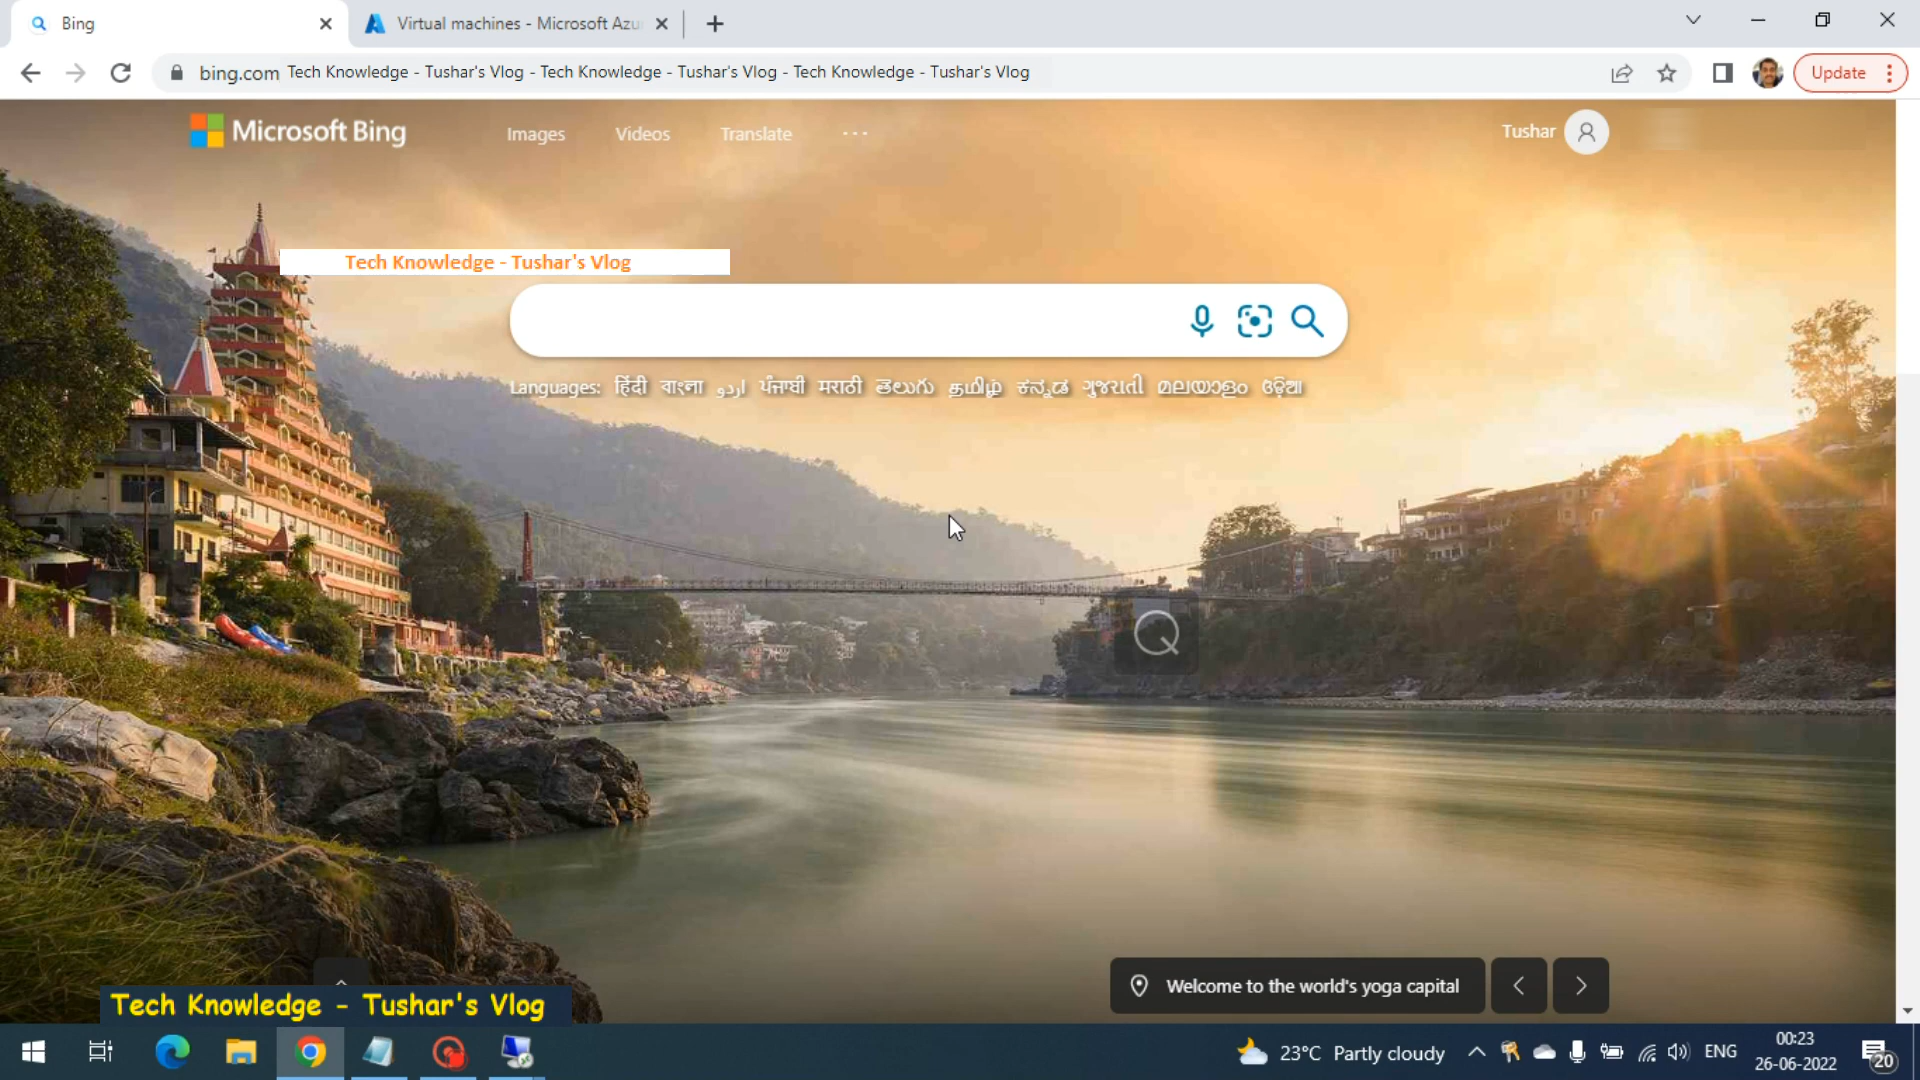 Bing
Virtual machines - Microsoft Azu
bing.com Tech Knowledge - Tushar's Vlog - Tech Knowledge - Tushar's Vlog - Tech Knowledge - Tushar's Vlog
Update
Microsoft Bing
Images Videos Translate ...
Tushar
Tech Knowledge - Tushar's Vlog
Languages: हिंदी বাংলা اردو ਪੰਜਾਬੀ मराठी తెలుగు தமிழ் ಕನ್ನಡ ગુજરાતી മലയാളം ଓଡ଼ିଆ
Welcome to the world's yoga capital
Tech Knowledge - Tushar's Vlog
23°C Partly cloudy
ENG
00:23
26-06-2022
20